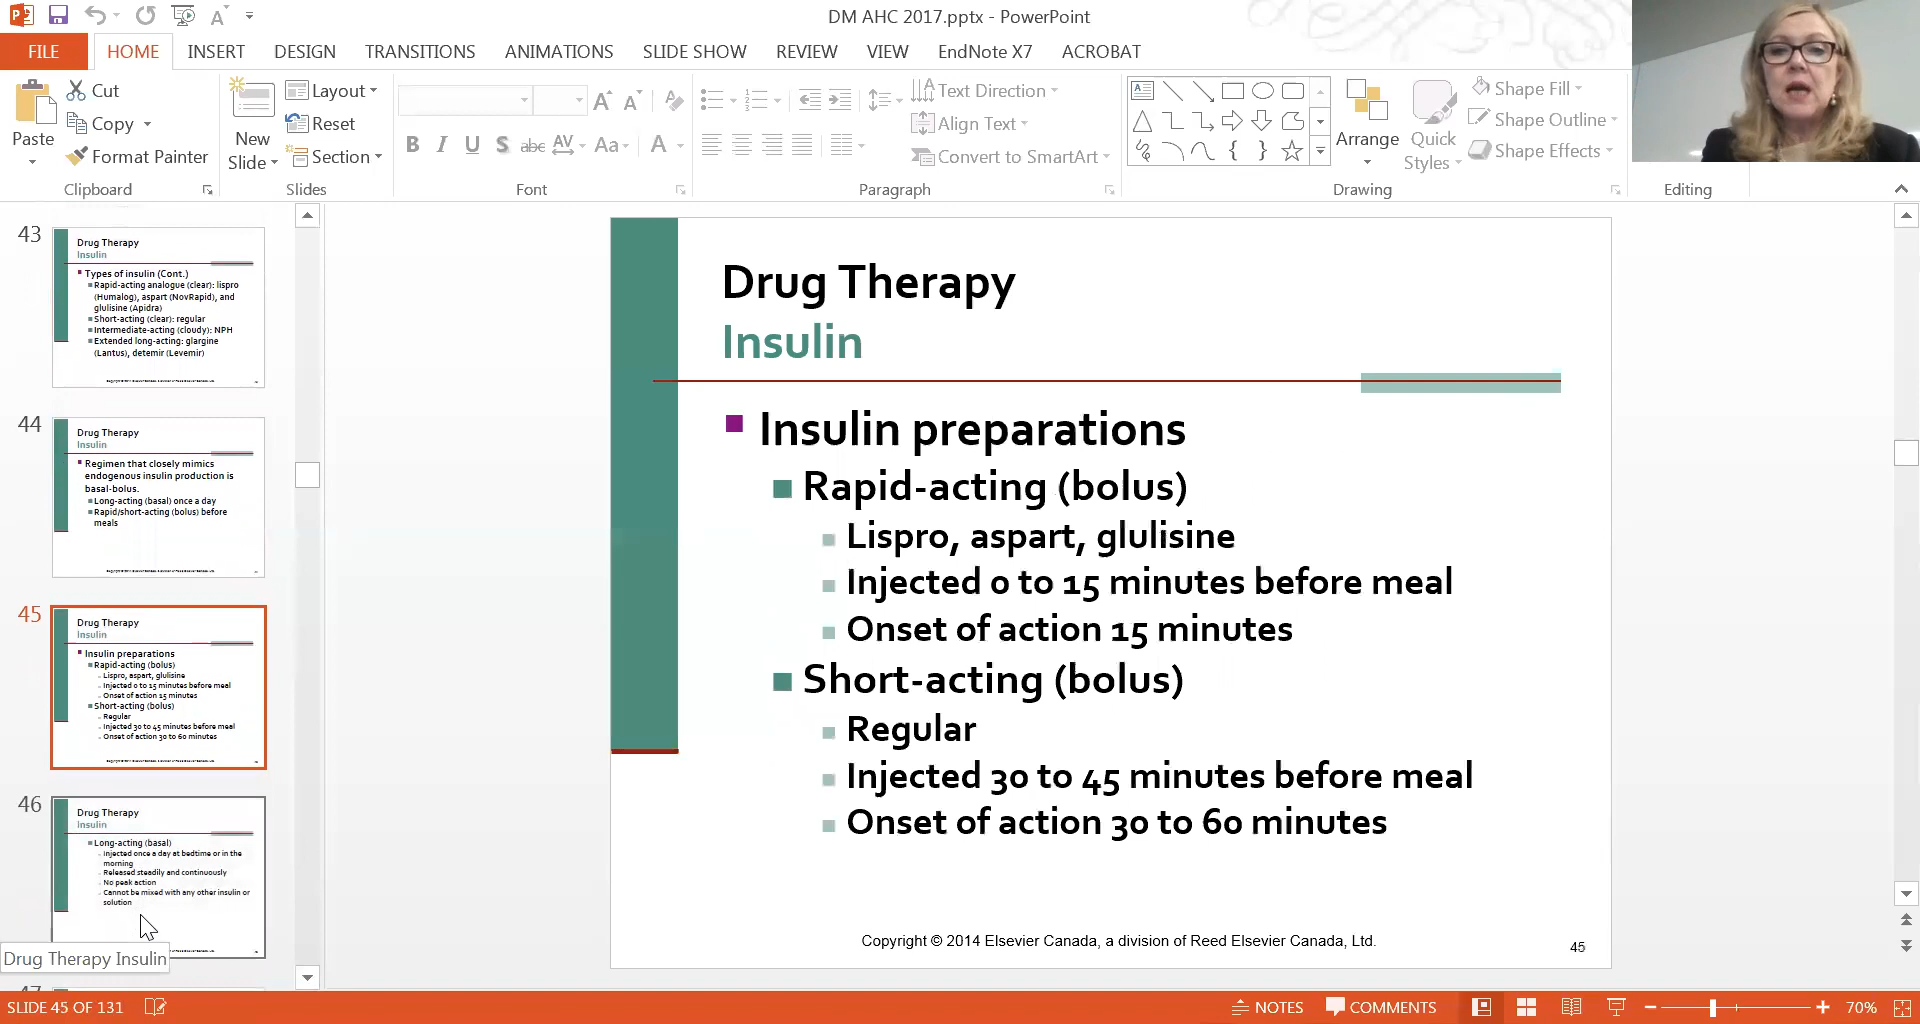 DM AHC 2017.pptx - PowerPoint
FILE HOME INSERT DESIGN TRANSITIONS ANIMATIONS SLIDE SHOW REVIEW VIEW EndNote X7 ACROBAT
Paste
Cut
Copy
Format Painter
Clipboard
New
Slide
Layout
Reset
Section
Slides
B I U S abc AV Aa A
Font
Text Direction
Align Text
Convert to SmartArt
Paragraph
Arrange
Quick
Styles
Shape Fill
Shape Outline
Shape Effects
Drawing
Editing
43
Drug Therapy
Insulin
Types of insulin (Cont.)
Rapid-acting analogue (clear): lispro
(Humalog), aspart (NovRapid), and
glulisine (Apidra)
Short-acting (clear): regular
Intermediate-acting (cloudy): NPH
Extended long-acting: glargine
(Lantus), detemir (Levemir)
44
Drug Therapy
Insulin
Regimen that closely mimics
endogenous insulin production is
basal-bolus.
Long-acting (basal) once a day
Rapid/short-acting (bolus) before
meals
45
Drug Therapy
Insulin
Insulin preparations
Rapid-acting (bolus)
Lispro, aspart, glulisine
Injected 0 to 15 minutes before meal
Onset of action 15 minutes
Short-acting (bolus)
Regular
Injected 30 to 45 minutes before meal
Onset of action 30 to 60 minutes
46
Drug Therapy
Insulin
Long-acting (basal)
Injected once a day at bedtime or in the
morning
Released steadily and continuously
No peak action
Cannot be mixed with any other insulin or
solution
Drug Therapy Insulin
Drug Therapy
Insulin
Insulin preparations
Rapid-acting (bolus)
Lispro, aspart, glulisine
Injected 0 to 15 minutes before meal
Onset of action 15 minutes
Short-acting (bolus)
Regular
Injected 30 to 45 minutes before meal
Onset of action 30 to 60 minutes
Copyright © 2014 Elsevier Canada, a division of Reed Elsevier Canada, Ltd.
45
SLIDE 45 OF 131
NOTES COMMENTS 70%